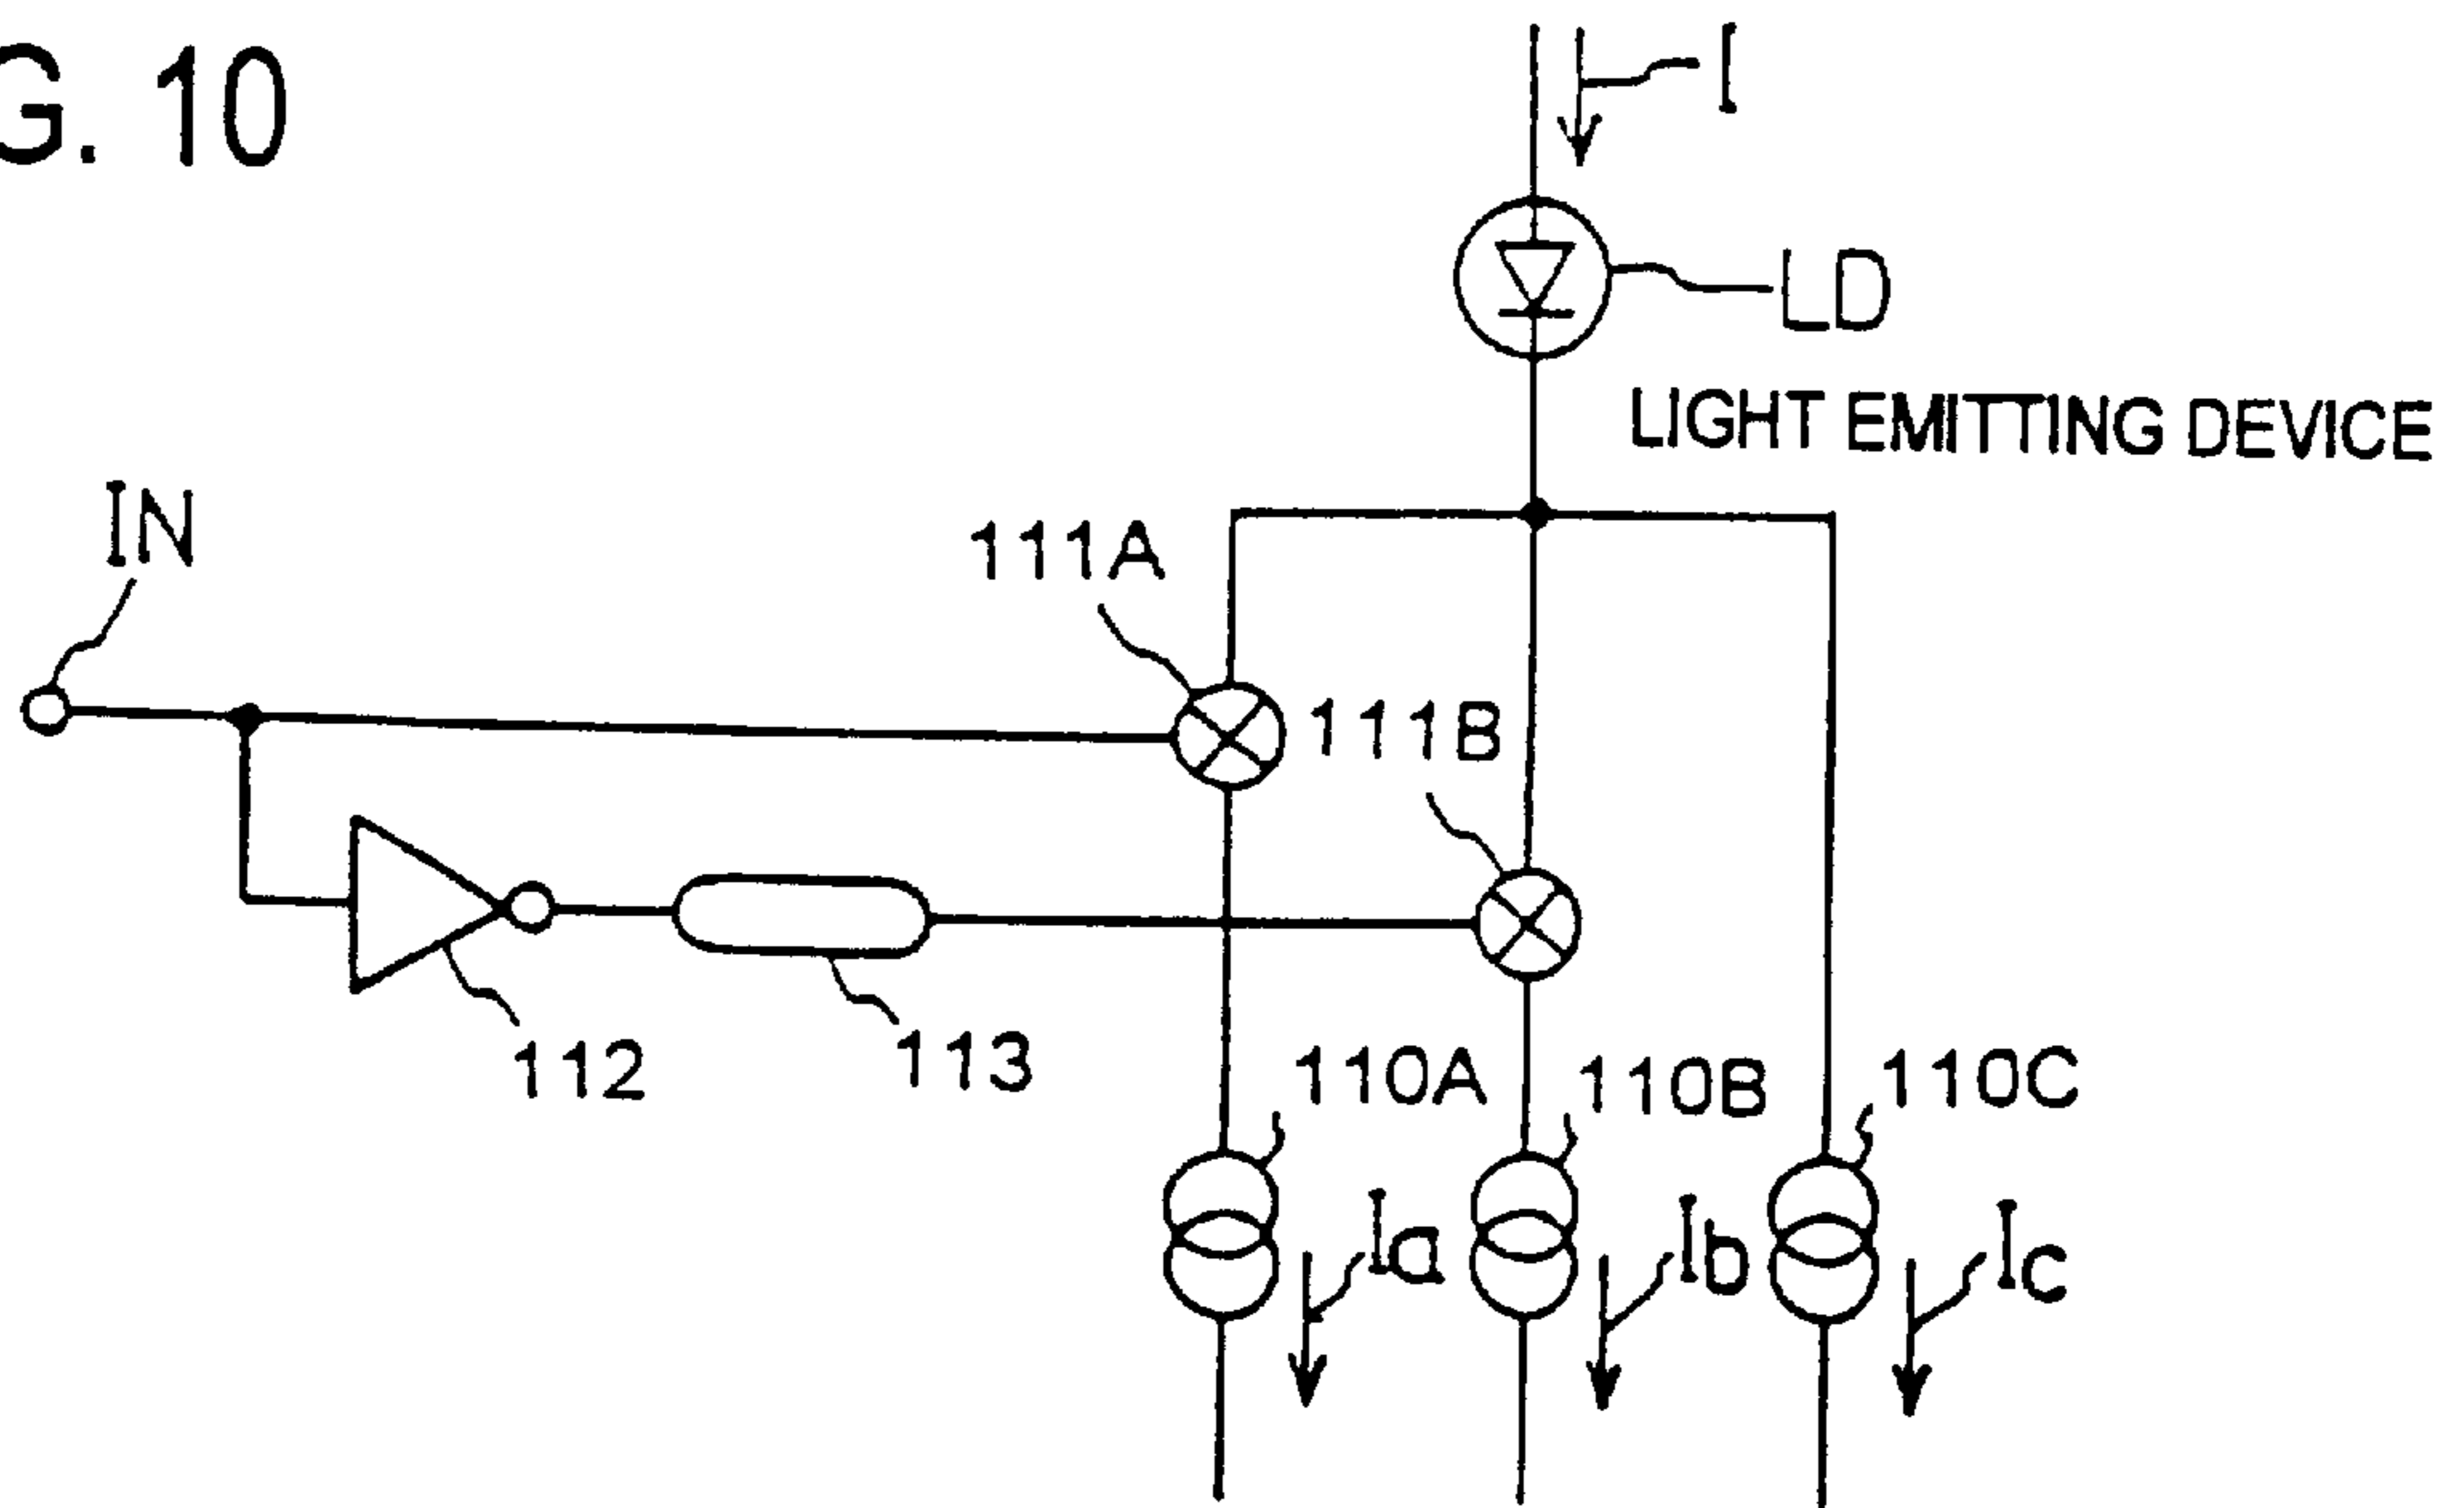 G. 10
I
LD
LIGHT EMITTING DEVICE
IN
111A
111B
112
113
110A
110B
110C
Ia
Ib
Ic